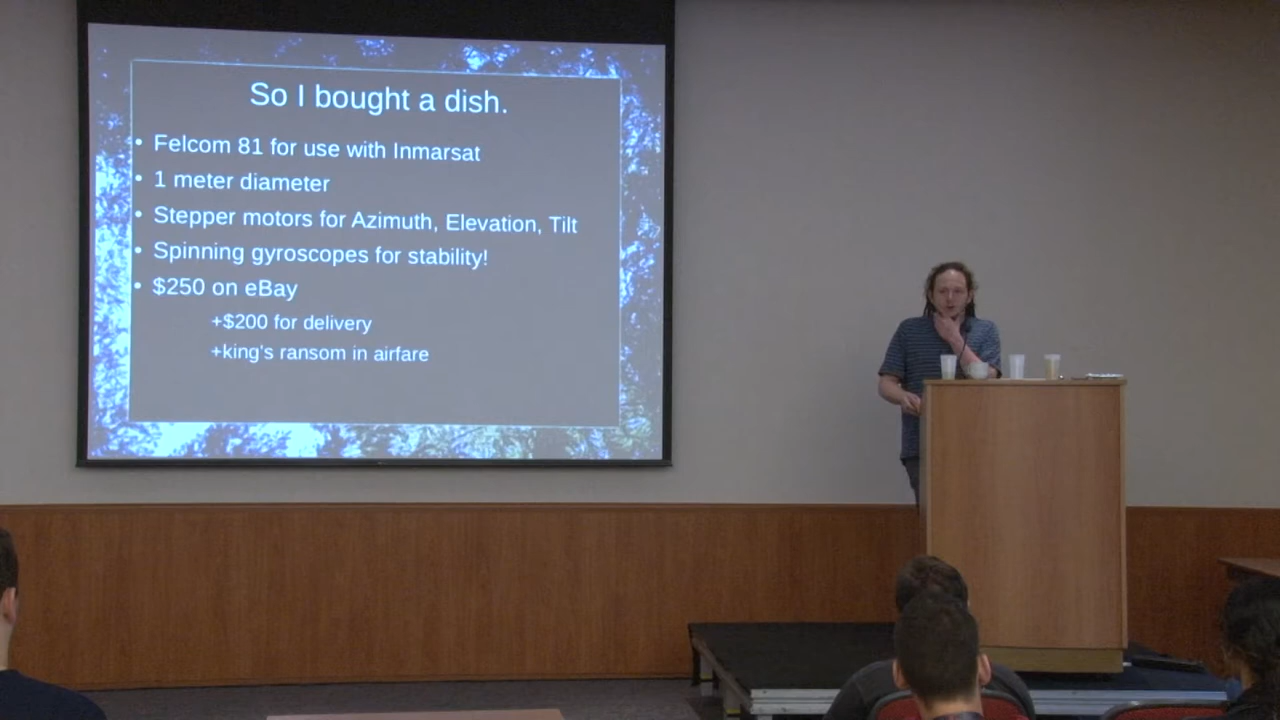 So I bought a dish.
• Felcom 81 for use with Inmarsat
• 1 meter diameter
• Stepper motors for Azimuth, Elevation, Tilt
• Spinning gyroscopes for stability!
• $250 on eBay
+$200 for delivery
+king's ransom in airfare